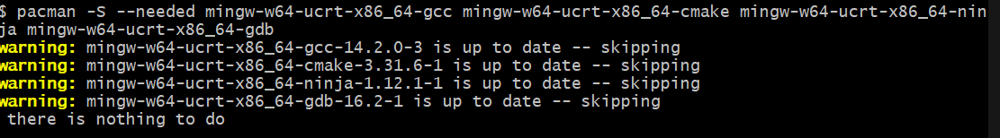 $ pacman -S --needed mingw-w64-ucrt-x86_64-gcc mingw-w64-ucrt-x86_64-cmake mingw-w64-ucrt-x86_64-nin
ja mingw-w64-ucrt-x86_64-gdb
warning: mingw-w64-ucrt-x86_64-gcc-14.2.0-3 is up to date -- skipping
warning: mingw-w64-ucrt-x86_64-cmake-3.31.6-1 is up to date -- skipping
warning: mingw-w64-ucrt-x86_64-ninja-1.12.1-1 is up to date -- skipping
warning: mingw-w64-ucrt-x86_64-gdb-16.2-1 is up to date -- skipping
there is nothing to do